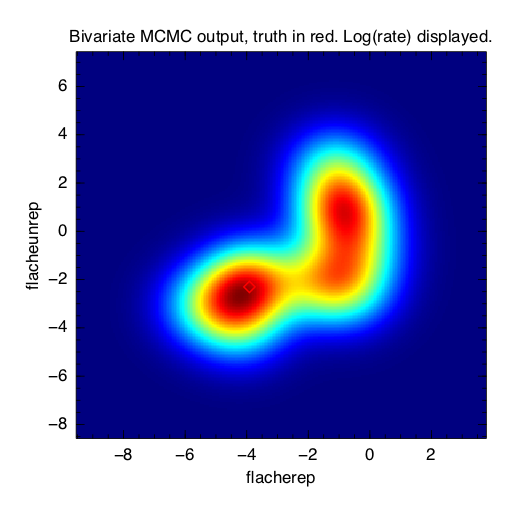 Bivariate MCMC output, truth in red. Log(rate) displayed.
6
4
2
0
−2
−4
−6
−8
flacheunrep
−8 −6 −4 −2 0 2
flacherep